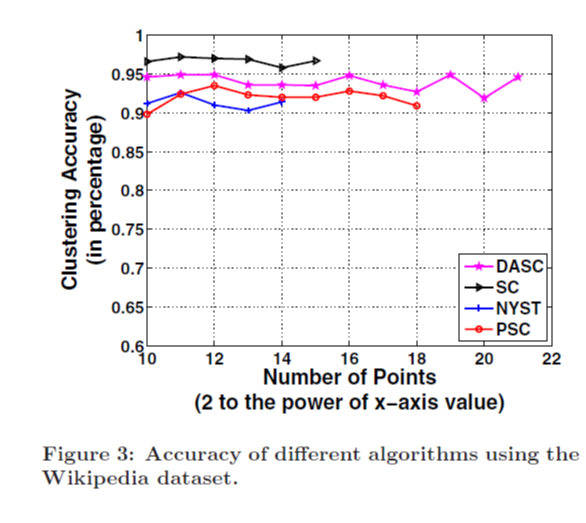 1
0.95
0.9
0.85
0.8
0.75
0.7
0.65
0.6
Clustering Accuracy
(in percentage)
DASC
SC
NYST
PSC
10 12 14 16 18 20 22
Number of Points
(2 to the power of x−axis value)
Figure 3: Accuracy of different algorithms using the
Wikipedia dataset.